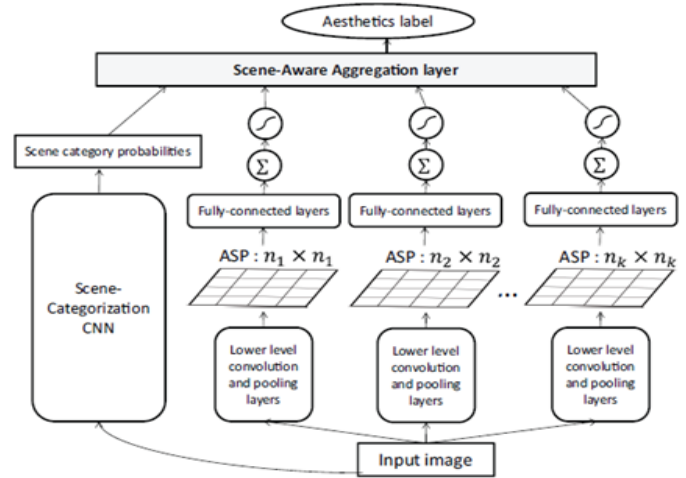 Aesthetics label
Scene-Aware Aggregation layer
Scene category probabilities
Σ
Σ
Σ
Fully-connected layers
Fully-connected layers
Fully-connected layers
ASP : n₁ × n₁
ASP : n₂ × n₂
ASP : nₖ × nₖ
...
Scene-
Categorization
CNN
Lower level
convolution
and pooling
layers
Lower level
convolution
and pooling
layers
Lower level
convolution
and pooling
layers
Input image